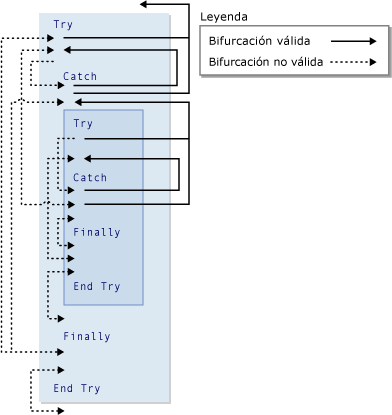 Leyenda
Bifurcación válida
Bifurcación no válida
Try
Catch
Try
Catch
Finally
End Try
Finally
End Try